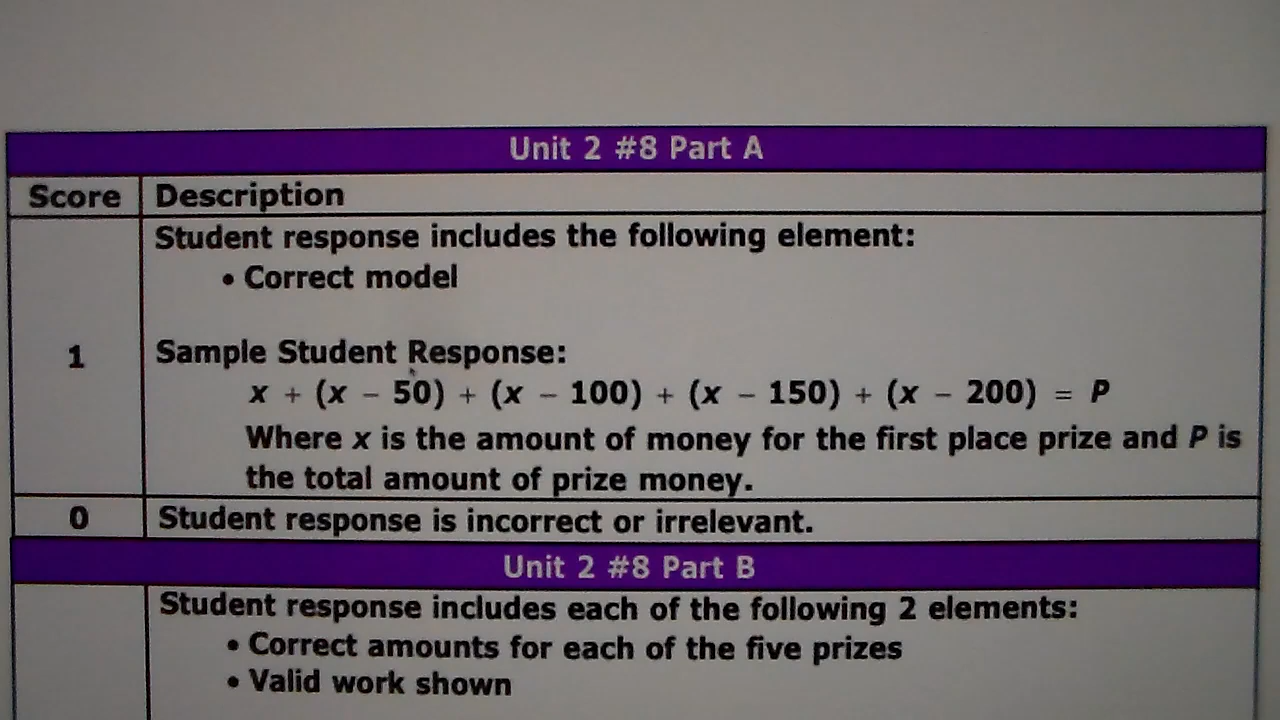 Unit 2 #8 Part A
Score Description
Student response includes the following element:
• Correct model
1
Sample Student Response:
x + (x − 50) + (x − 100) + (x − 150) + (x − 200) = P
Where x is the amount of money for the first place prize and P is
the total amount of prize money.
0 Student response is incorrect or irrelevant.
Unit 2 #8 Part B
Student response includes each of the following 2 elements:
• Correct amounts for each of the five prizes
• Valid work shown